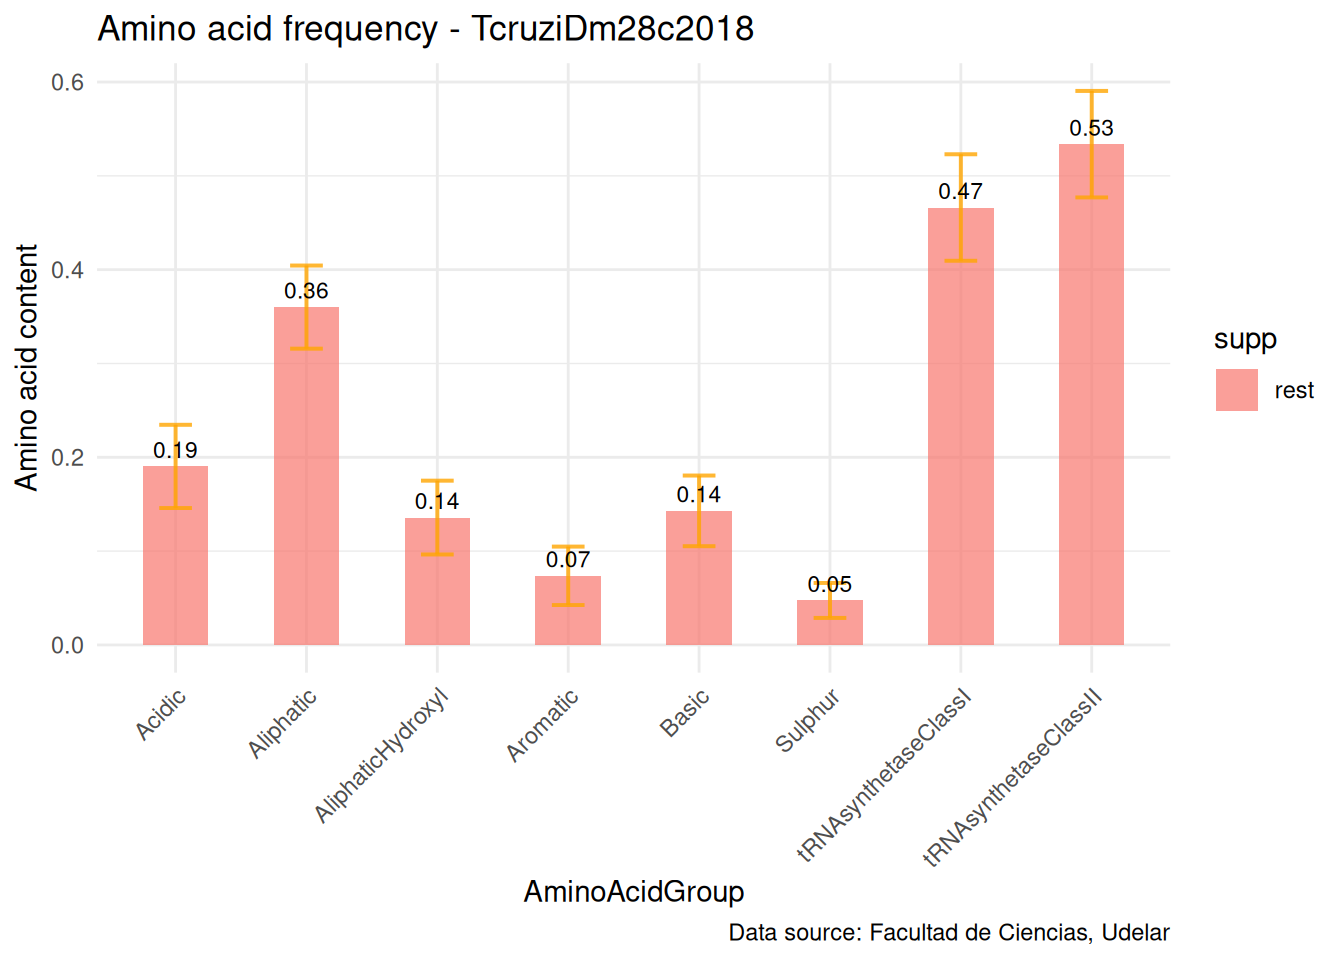 Amino acid frequency - TcruziDm28c2018
Amino acid content
0.6
0.4
0.2
0.0
0.19
0.36
0.14
0.07
0.14
0.05
0.47
0.53
Acidic
Aliphatic
AliphaticHydroxyl
Aromatic
Basic
Sulphur
tRNAsynthetaseClassI
tRNAsynthetaseClassII
AminoAcidGroup
supp
rest
Data source: Facultad de Ciencias, Udelar